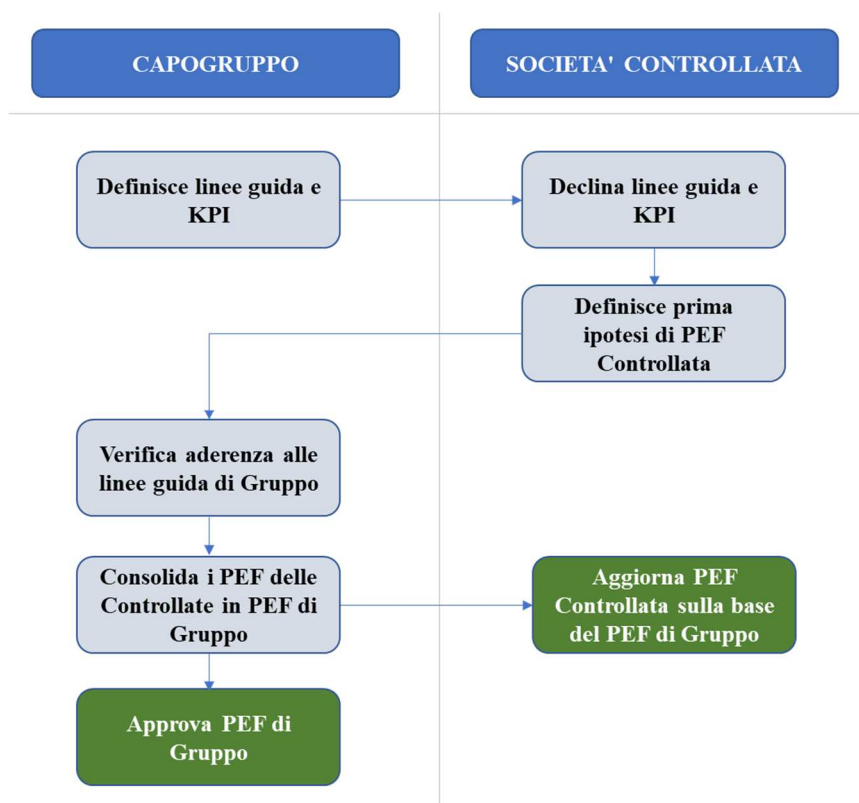 CAPOGRUPPO
SOCIETA' CONTROLLATA
Definisce linee guida e
KPI
Declina linee guida e
KPI
Definisce prima
ipotesi di PEF
Controllata
Verifica aderenza alle
linee guida di Gruppo
Consolida i PEF delle
Controllate in PEF di
Gruppo
Aggiorna PEF
Controllata sulla base
del PEF di Gruppo
Approva PEF di
Gruppo